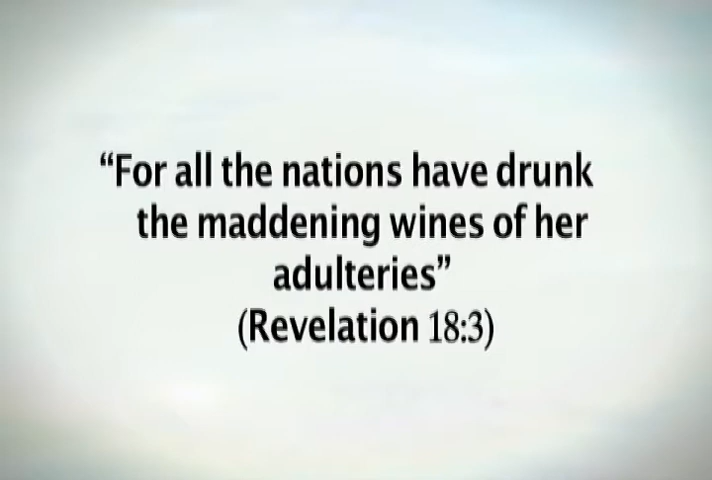 “For all the nations have drunk
the maddening wines of her
adulteries”
(Revelation 18:3)